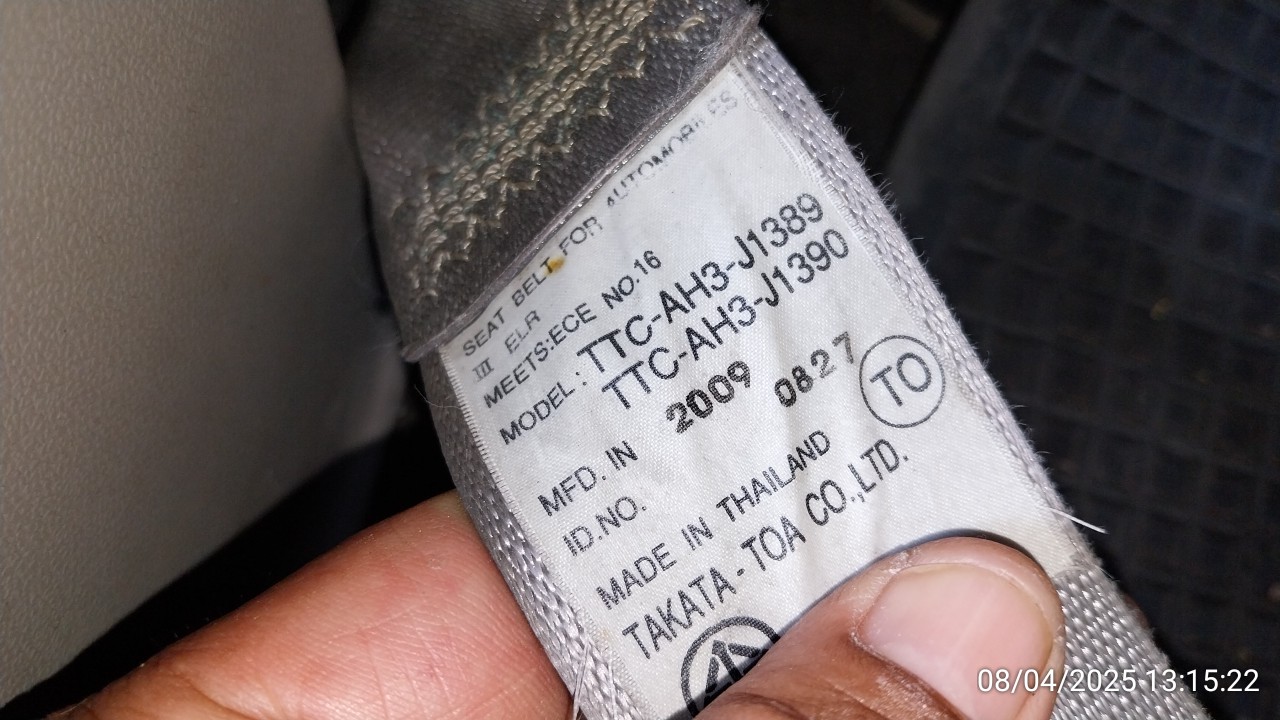 SEAT BELT FOR AUTOMOBILES
III ELR
MEETS:ECE NO.16
MODEL: TTC-AH3-J1389
TTC-AH3-J1390
MFD. IN 2009 0827
ID.NO. TO
MADE IN THAILAND
TAKATA-TOA CO.,LTD.
08/04/2025 13:15:22